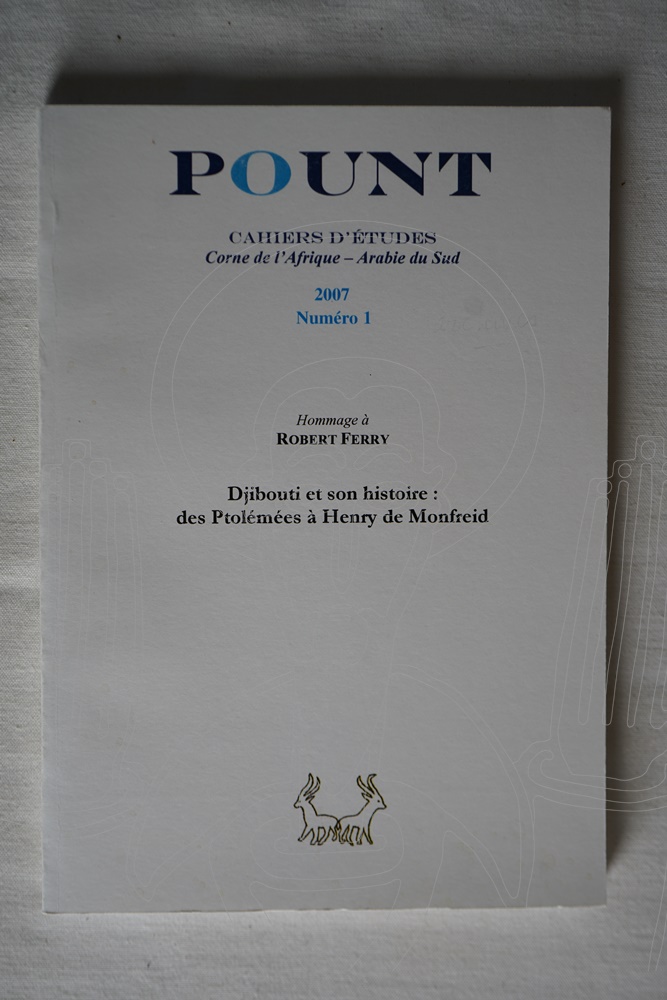 POUNT
CAHIERS D'ÉTUDES
Corne de l'Afrique – Arabie du Sud
2007
Numéro 1
Hommage à
ROBERT FERRY
Djibouti et son histoire :
des Ptolémées à Henry de Monfreid